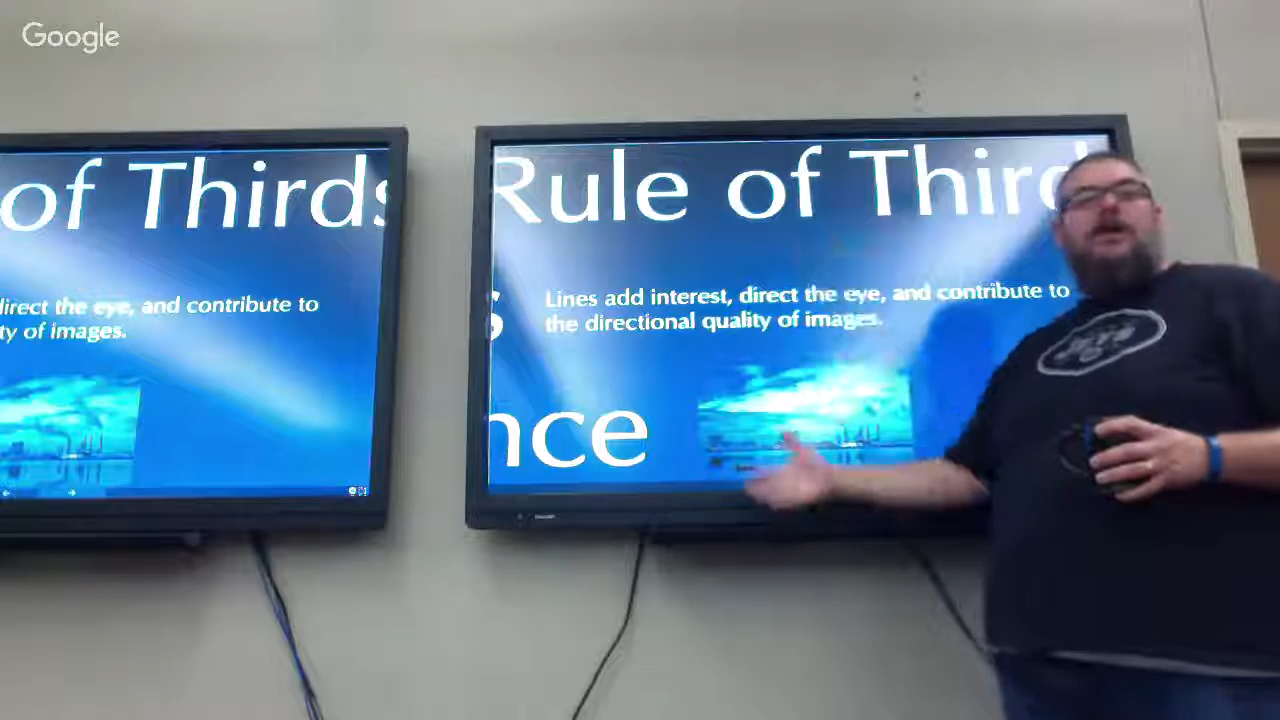 Google
of Thirds
direct the eye, and contribute to
ty of images.
Rule of Third
s
Lines add interest, direct the eye, and contribute to
the directional quality of images.
nce